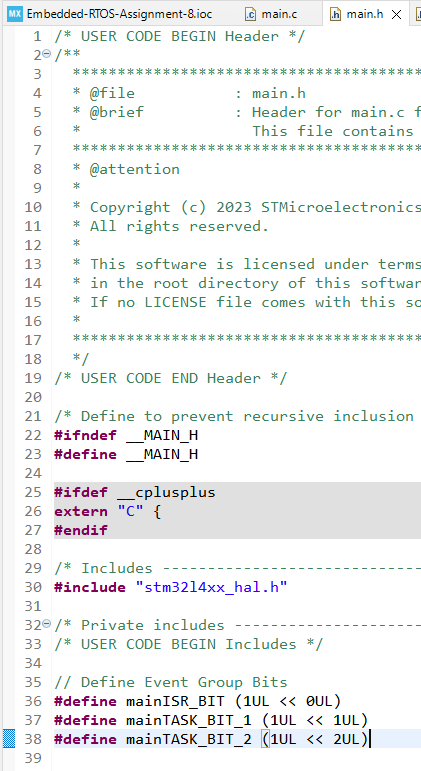 MX Embedded-RTOS-Assignment-8.ioc main.c main.h
1 /* USER CODE BEGIN Header */
2 /**
3 ******************************************
4 * @file : main.h
5 * @brief : Header for main.c f
6 * This file contains
7 ******************************************
8 * @attention
9 *
10 * Copyright (c) 2023 STMicroelectronics
11 * All rights reserved.
12 *
13 * This software is licensed under terms
14 * in the root directory of this softwar
15 * If no LICENSE file comes with this so
16 *
17 ******************************************
18 */
19 /* USER CODE END Header */
20
21 /* Define to prevent recursive inclusion
22 #ifndef __MAIN_H
23 #define __MAIN_H
24
25 #ifdef __cplusplus
26 extern "C" {
27 #endif
28
29 /* Includes -----------------------------
30 #include "stm32l4xx_hal.h"
31
32 /* Private includes ---------------------
33 /* USER CODE BEGIN Includes */
34
35 // Define Event Group Bits
36 #define mainISR_BIT (1UL << 0UL)
37 #define mainTASK_BIT_1 (1UL << 1UL)
38 #define mainTASK_BIT_2 (1UL << 2UL)
39